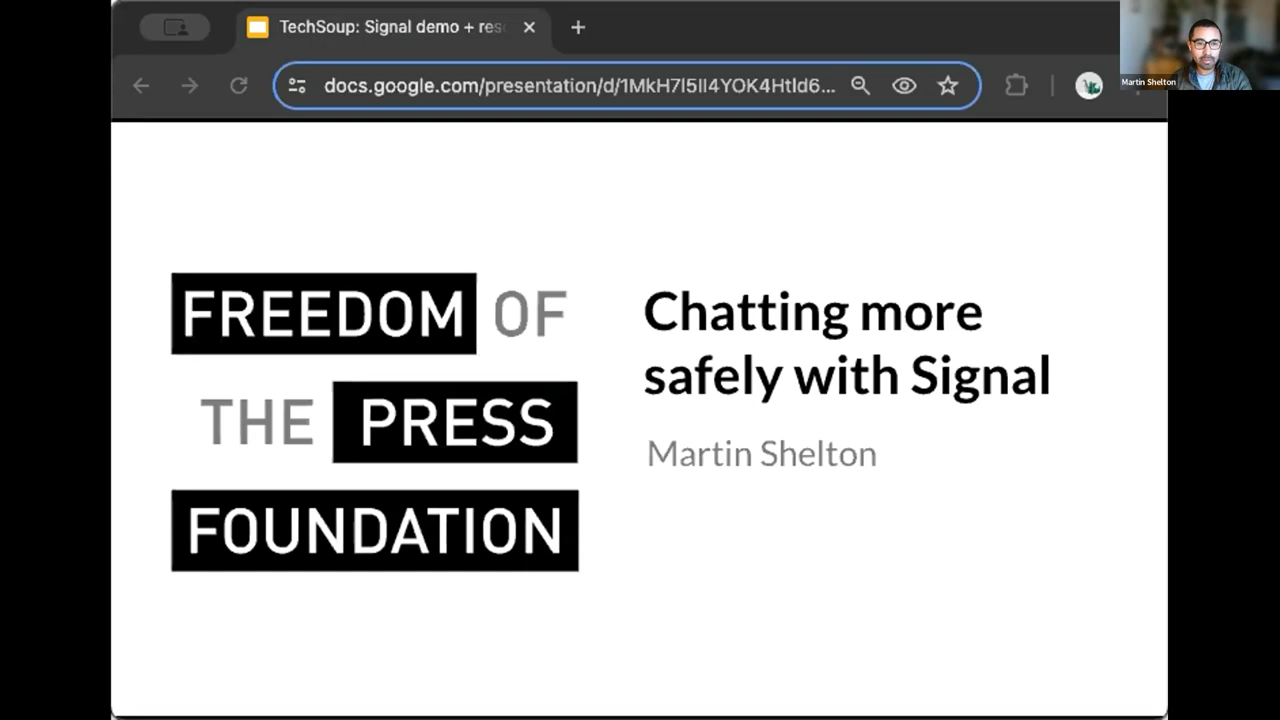 TechSoup: Signal demo + res
docs.google.com/presentation/d/1MkH7I5Il4YOK4HtId6...
Martin Shelton
FREEDOM OF
THE PRESS
FOUNDATION
Chatting more
safely with Signal
Martin Shelton